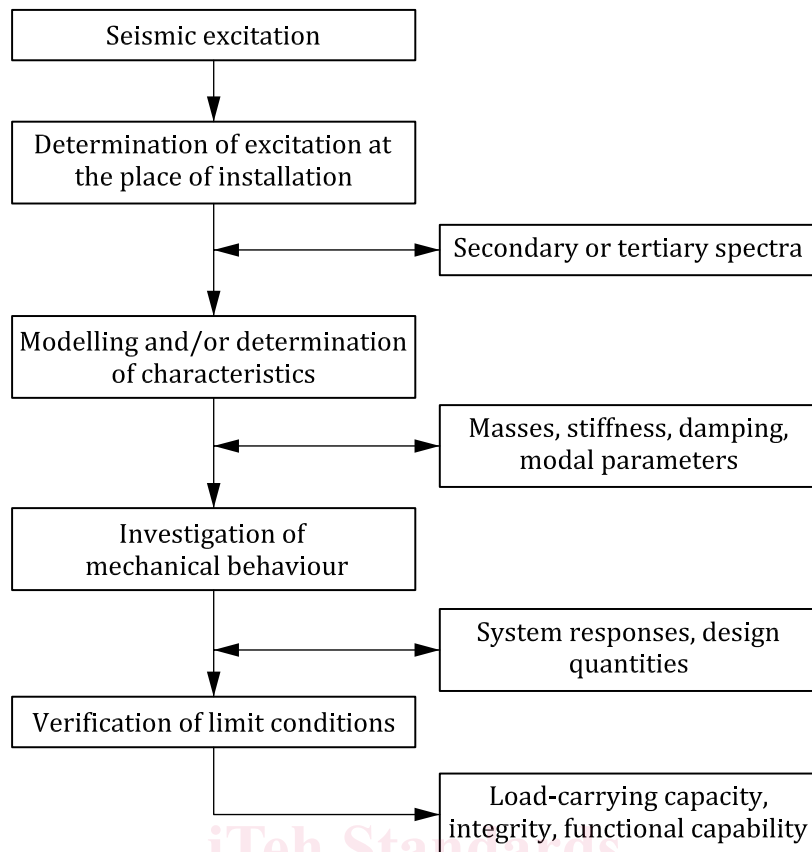 Seismic excitation
Determination of excitation at
the place of installation
Secondary or tertiary spectra
Modelling and/or determination
of characteristics
Masses, stiffness, damping,
modal parameters
Investigation of
mechanical behaviour
System responses, design
quantities
Verification of limit conditions
Load-carrying capacity,
integrity, functional capability
iTeh Standards